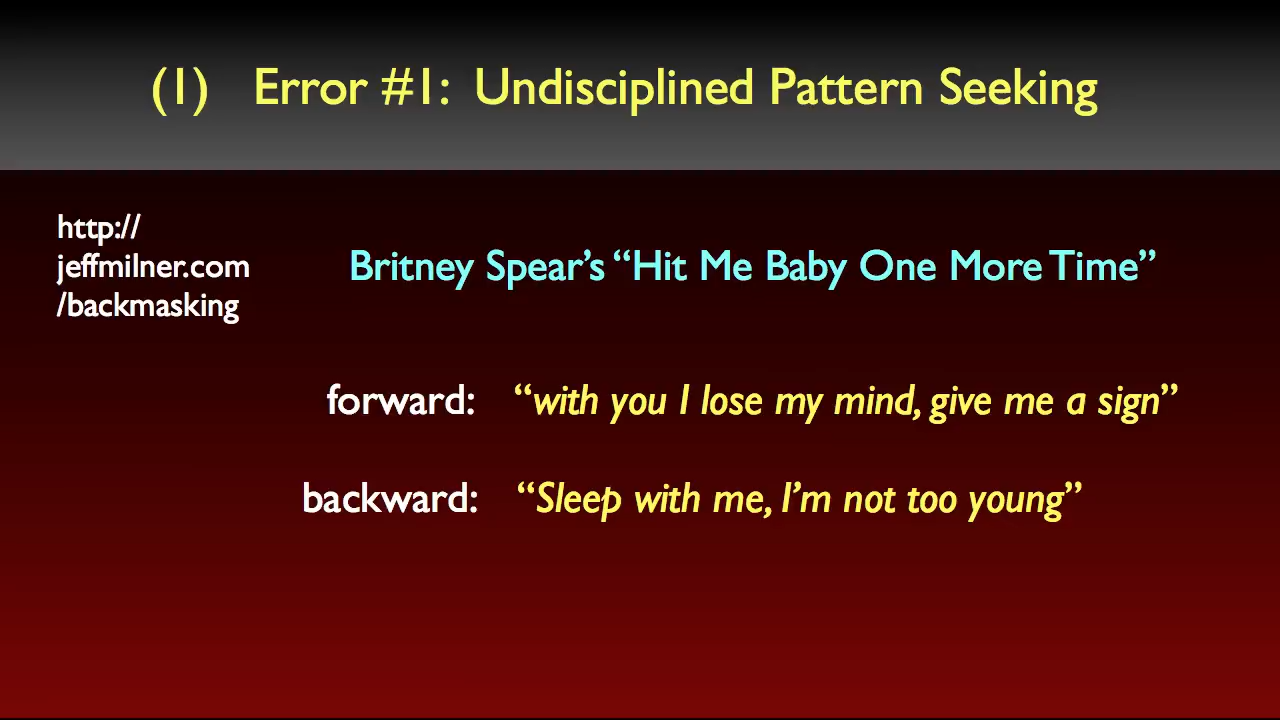 (1) Error #1: Undisciplined Pattern Seeking
http://
jeffmilner.com
/backmasking
Britney Spear’s “Hit Me Baby One More Time”
forward: “with you I lose my mind, give me a sign”
backward: “Sleep with me, I’m not too young”